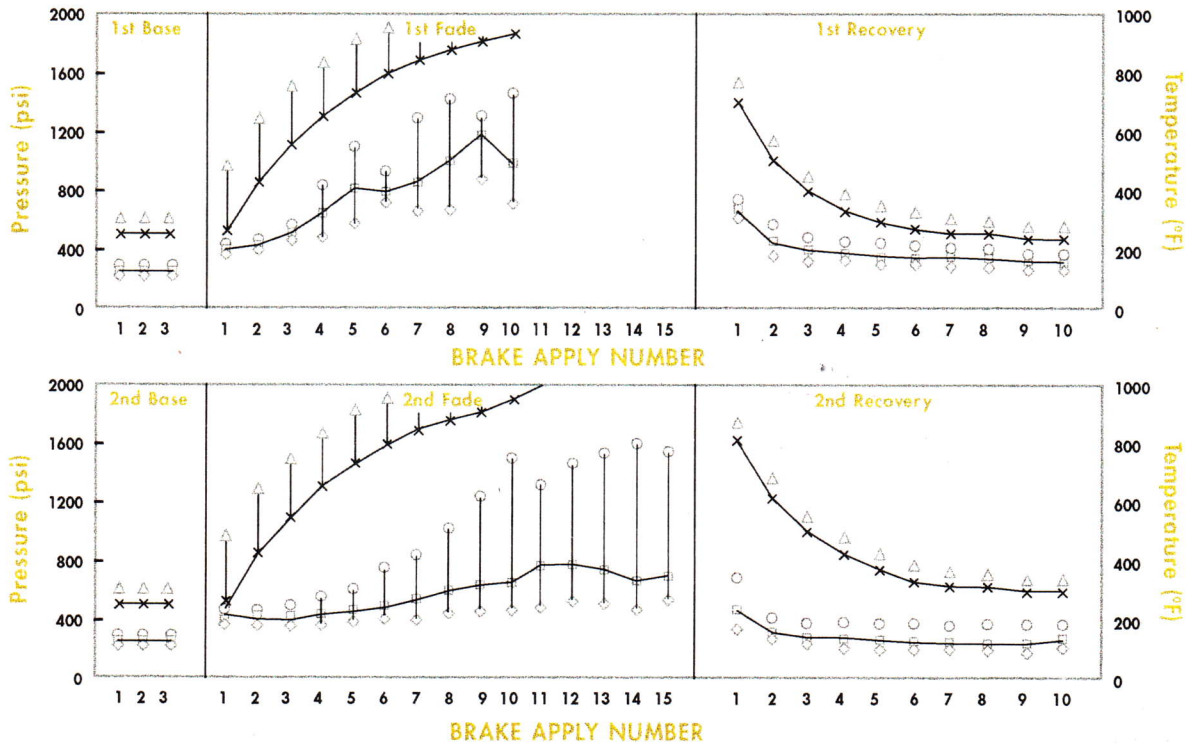 1st Base 1st Fade 1st Recovery
Pressure (psi)
2000
1600
1200
800
400
0
1000
800
600
400
200
0
Temperature (°F)
1 2 3 1 2 3 4 5 6 7 8 9 10 11 12 13 14 15 1 2 3 4 5 6 7 8 9 10
BRAKE APPLY NUMBER
2nd Base 2nd Fade 2nd Recovery
Pressure (psi)
2000
1600
1200
800
400
0
1000
800
600
400
200
0
Temperature (°F)
1 2 3 1 2 3 4 5 6 7 8 9 10 11 12 13 14 15 1 2 3 4 5 6 7 8 9 10
BRAKE APPLY NUMBER